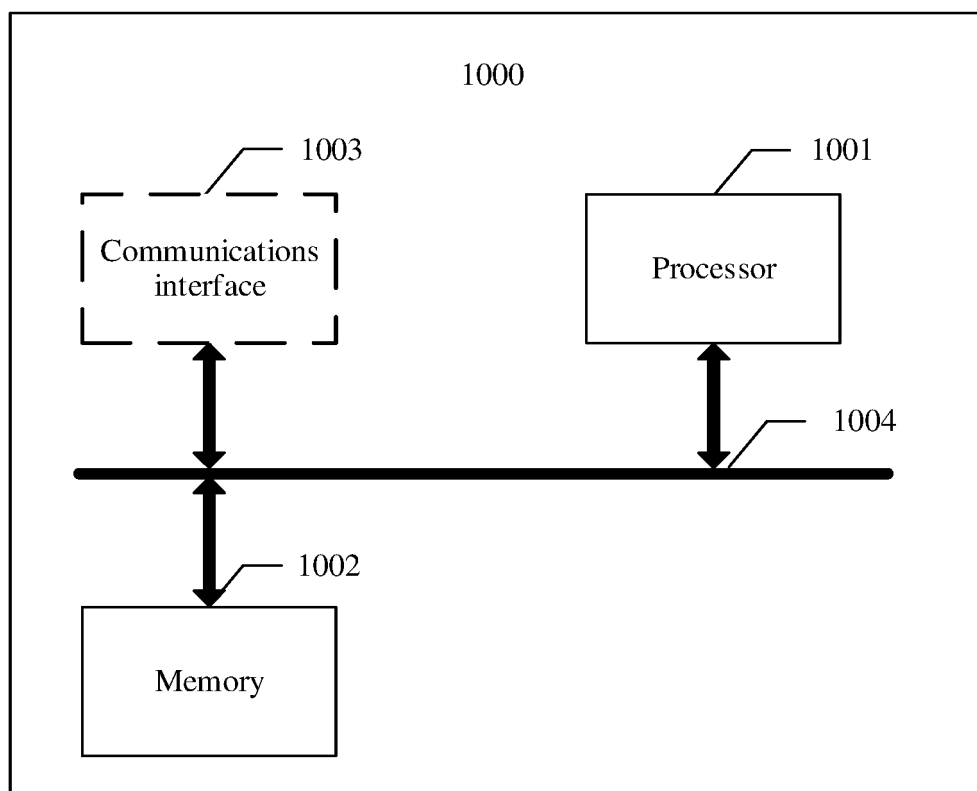 1000
1003
1001
Communications
interface
Processor
1004
1002
Memory